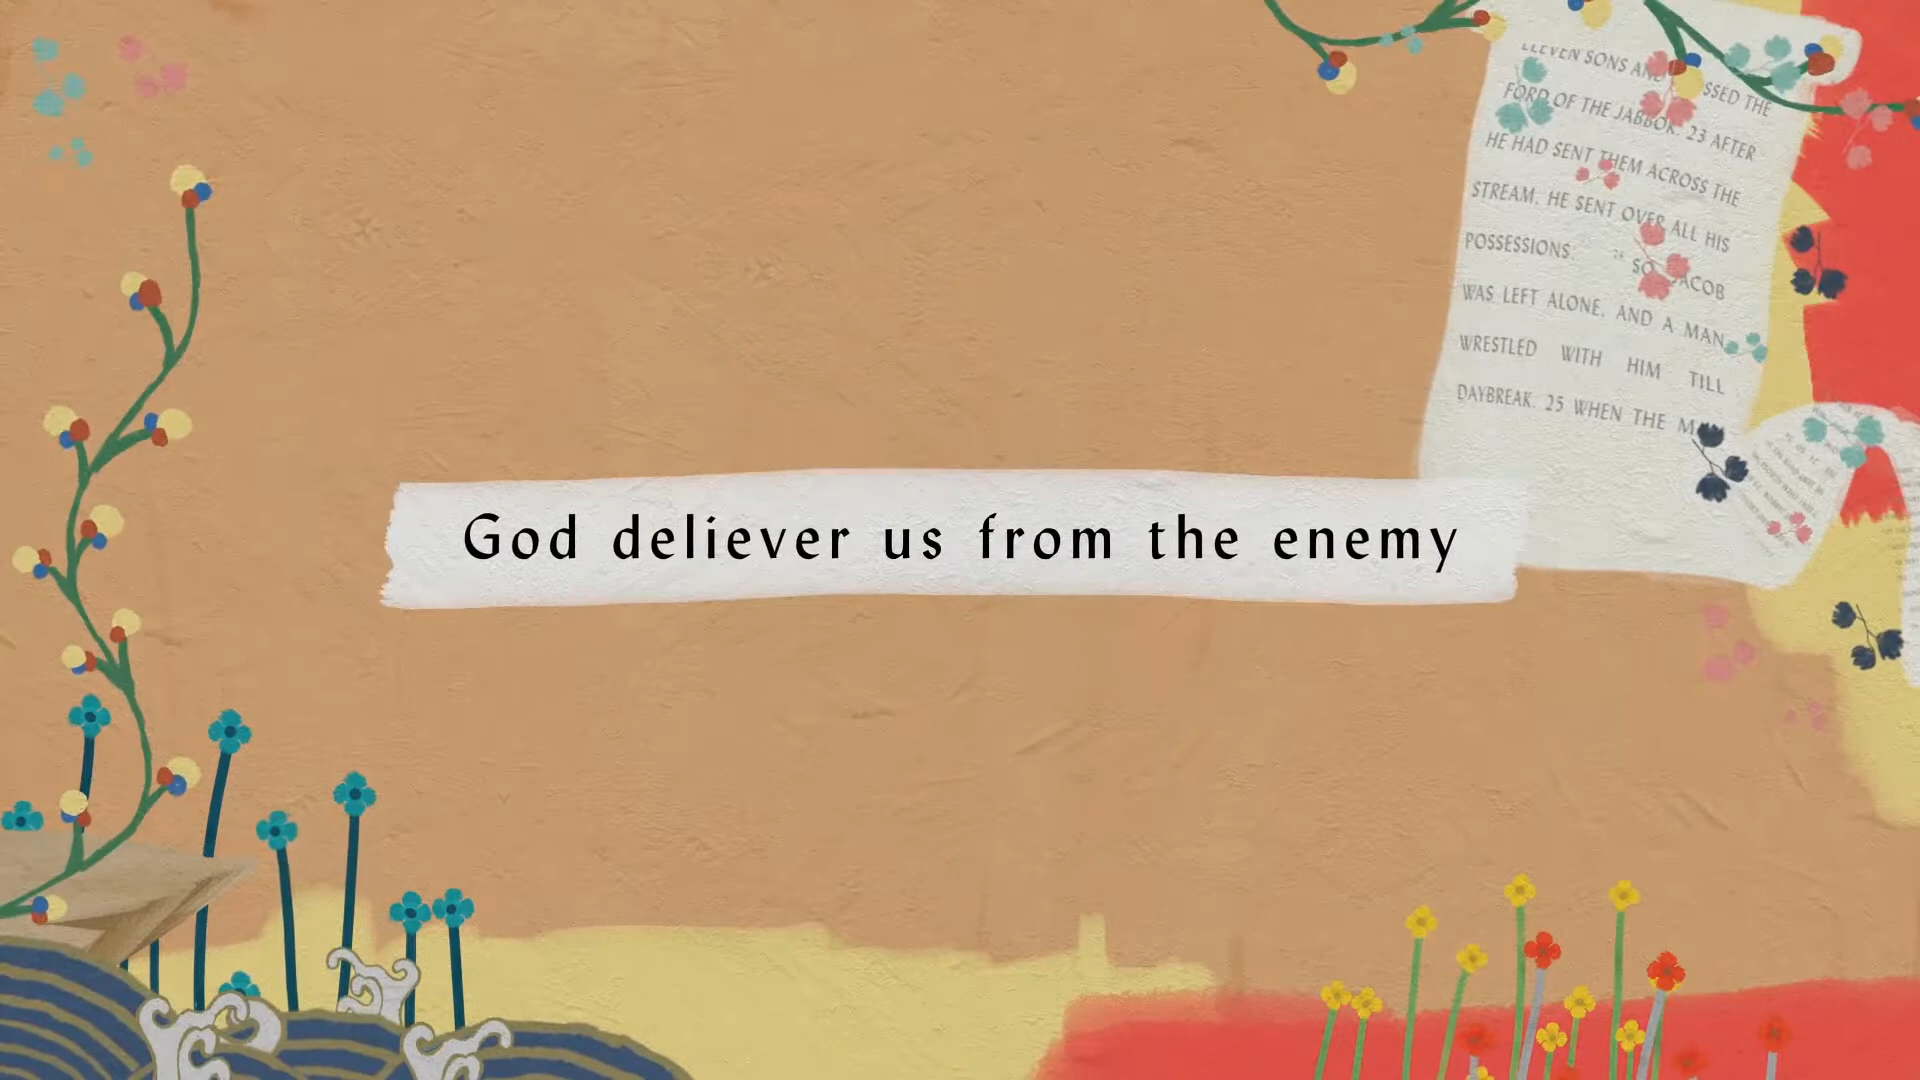 God deliever us from the enemy
ELEVEN SONS AND SSED THE
FORD OF THE JABBOK. 23 AFTER
HE HAD SENT THEM ACROSS THE
STREAM, HE SENT OVER ALL HIS
POSSESSIONS. 24 SO JACOB
WAS LEFT ALONE, AND A MAN
WRESTLED WITH HIM TILL
DAYBREAK. 25 WHEN THE